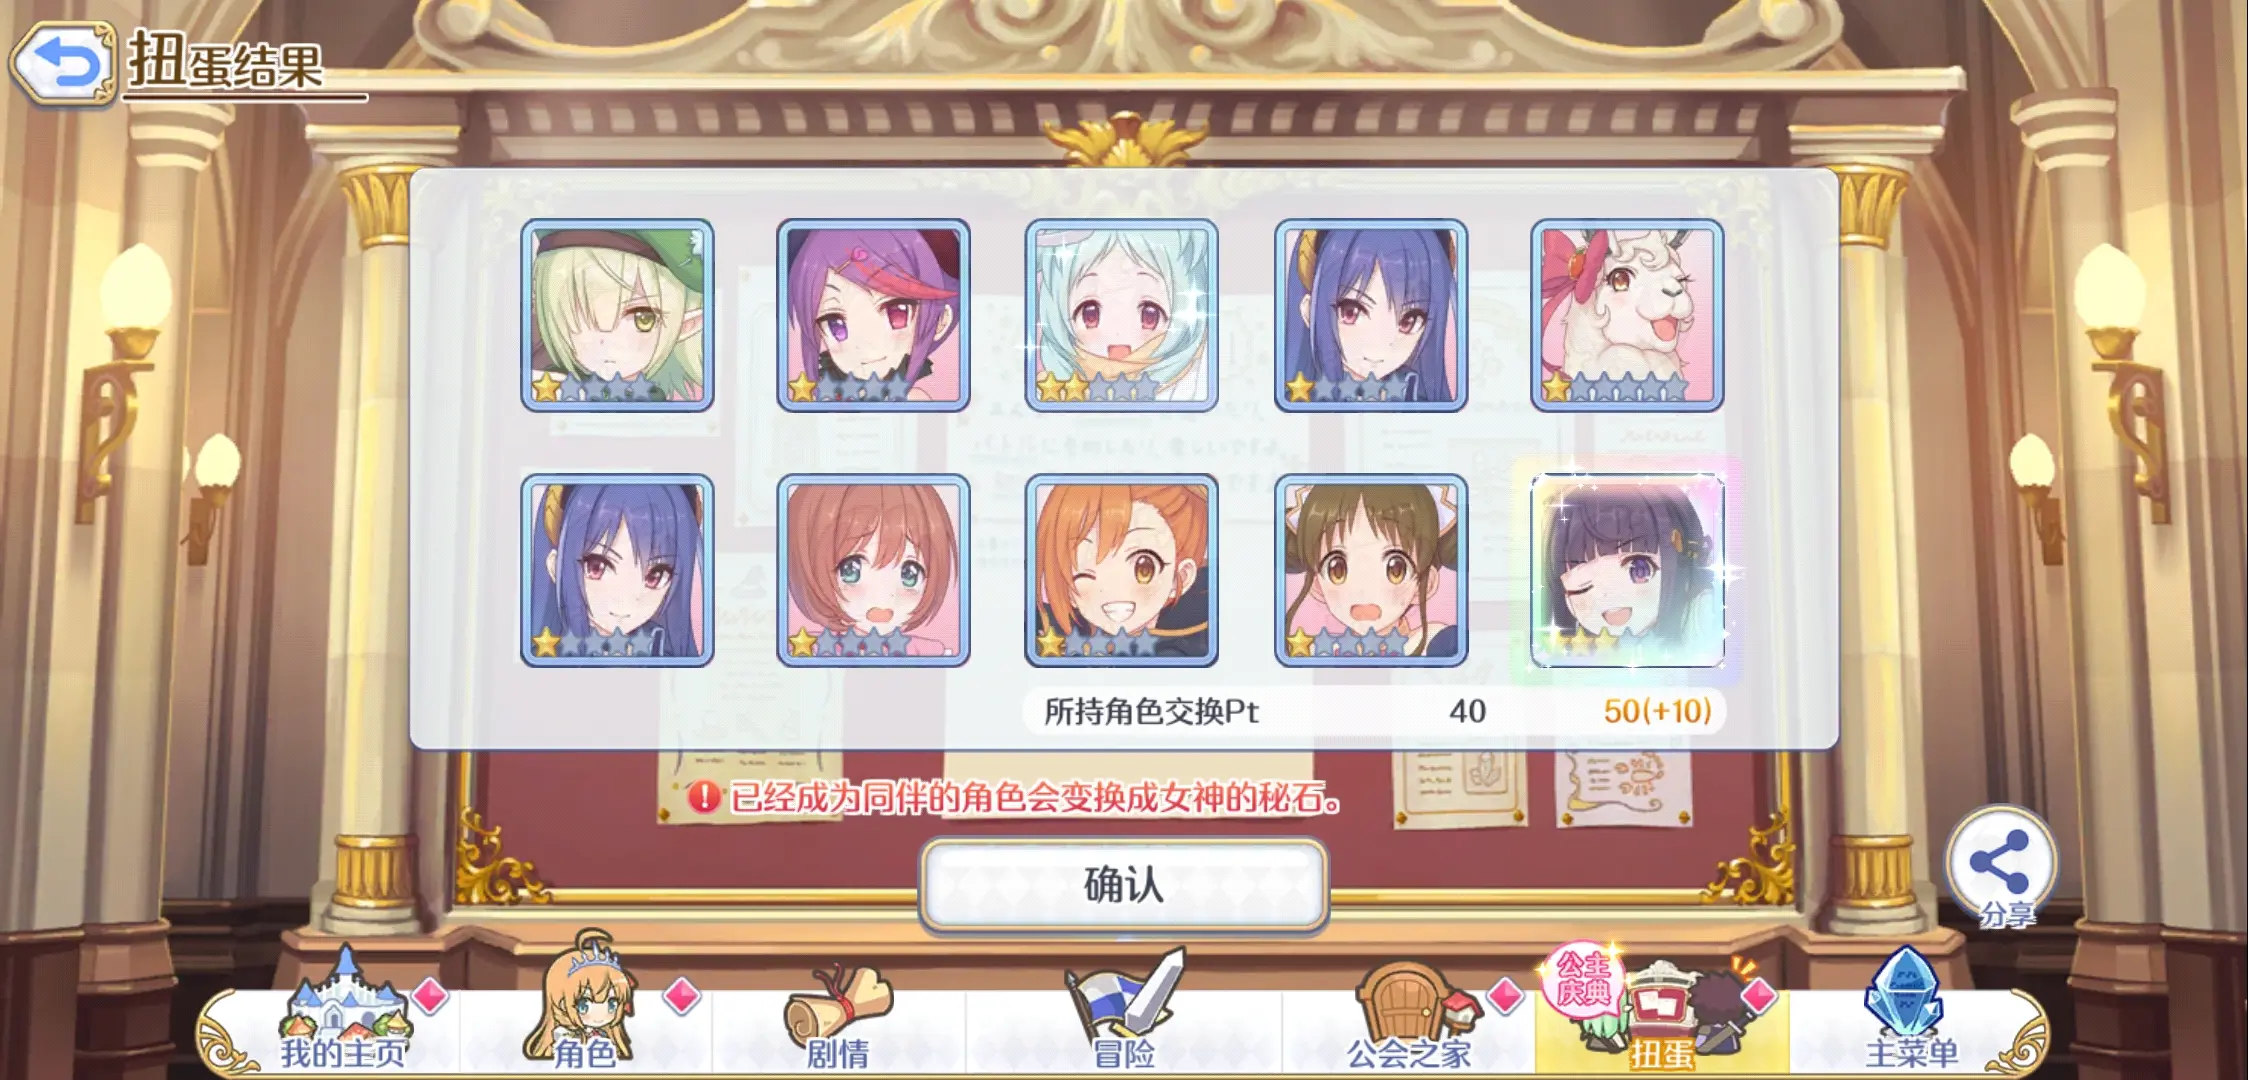 扭蛋结果
所持角色交换Pt 40 50(+10)
已经成为同伴的角色会变换成女神的秘石。
确认
分享
公主
庆典
我的主页 角色 剧情 冒险 公会之家 扭蛋 主菜单